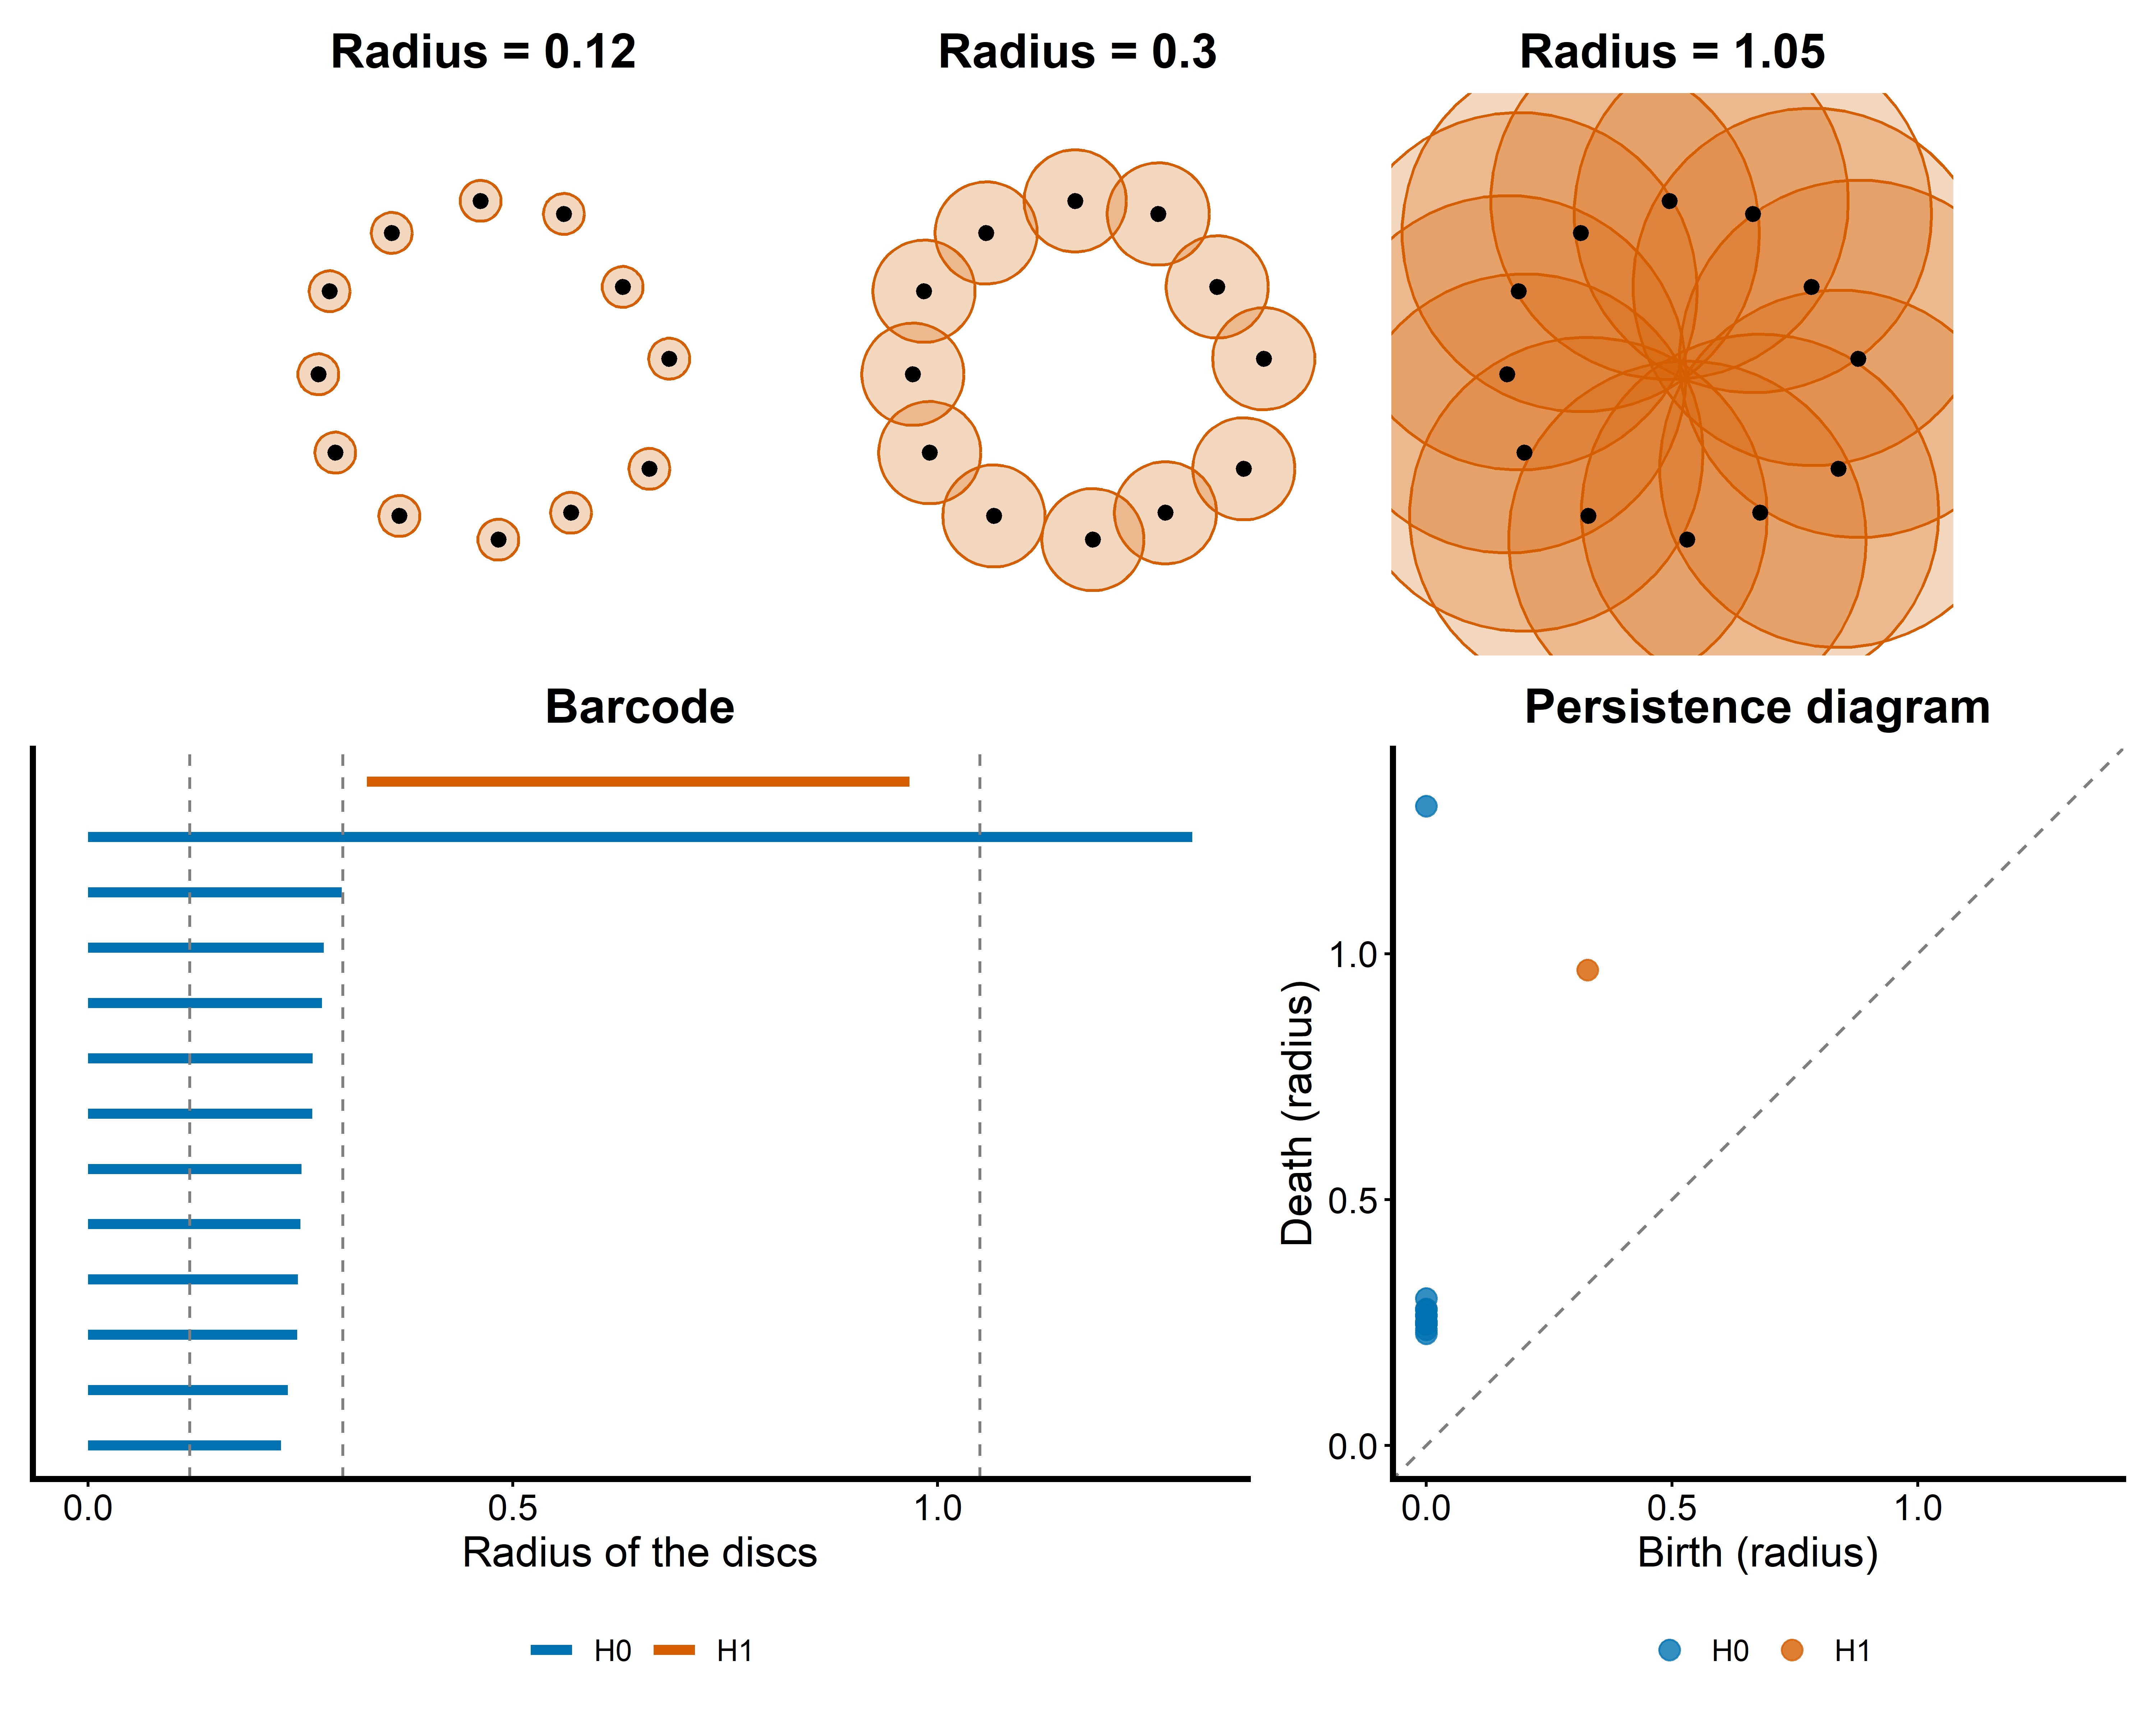 Radius = 0.12
Radius = 0.3
Radius = 1.05
Barcode
0.0 0.5 1.0
Radius of the discs
H0 H1
Persistence diagram
Death (radius)
1.0
0.5
0.0
0.0 0.5 1.0
Birth (radius)
H0 H1